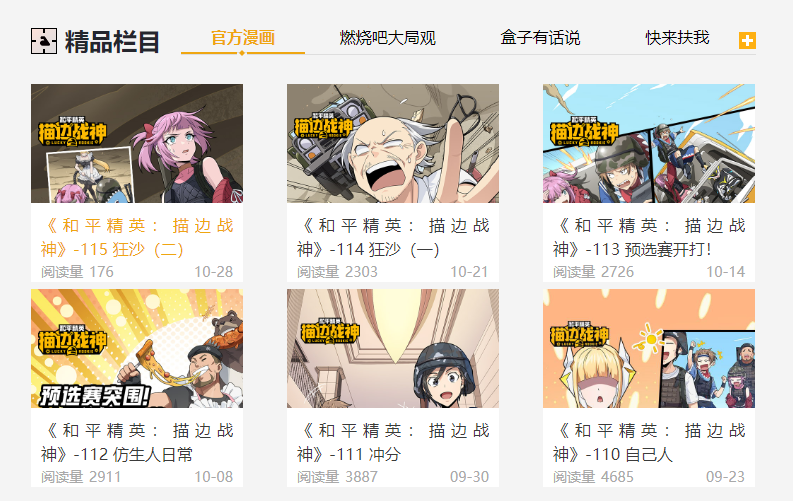 精品栏目
官方漫画 燃烧吧大局观 盒子有话说 快来扶我
和平精英
描边战神
LUCKY ROOKIE
和平精英
描边战神
LUCKY ROOKIE
和平精英
描边战神
LUCKY ROOKIE
《和平精英：描边战
神》-115 狂沙（二）
阅读量 176 10-28
《和平精英：描边战
神》-114 狂沙（一）
阅读量 2303 10-21
《和平精英：描边战
神》-113 预选赛开打！
阅读量 2726 10-14
和平精英
描边战神
LUCKY ROOKIE
预选赛突围！
和平精英
描边战神
LUCKY ROOKIE
和平精英
描边战神
LUCKY ROOKIE
《和平精英：描边战
神》-112 仿生人日常
阅读量 2911 10-08
《和平精英：描边战
神》-111 冲分
阅读量 3887 09-30
《和平精英：描边战
神》-110 自己人
阅读量 4685 09-23